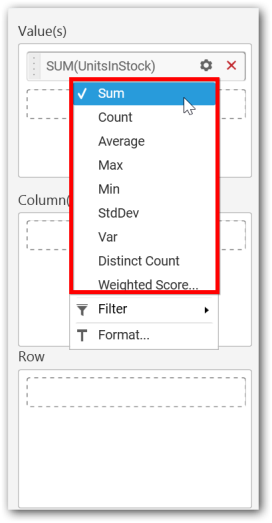 Value(s)
SUM(UnitsInStock)
Sum
Count
Average
Max
Min
StdDev
Column(
Var
Distinct Count
Weighted Score...
Filter
Format...
Row